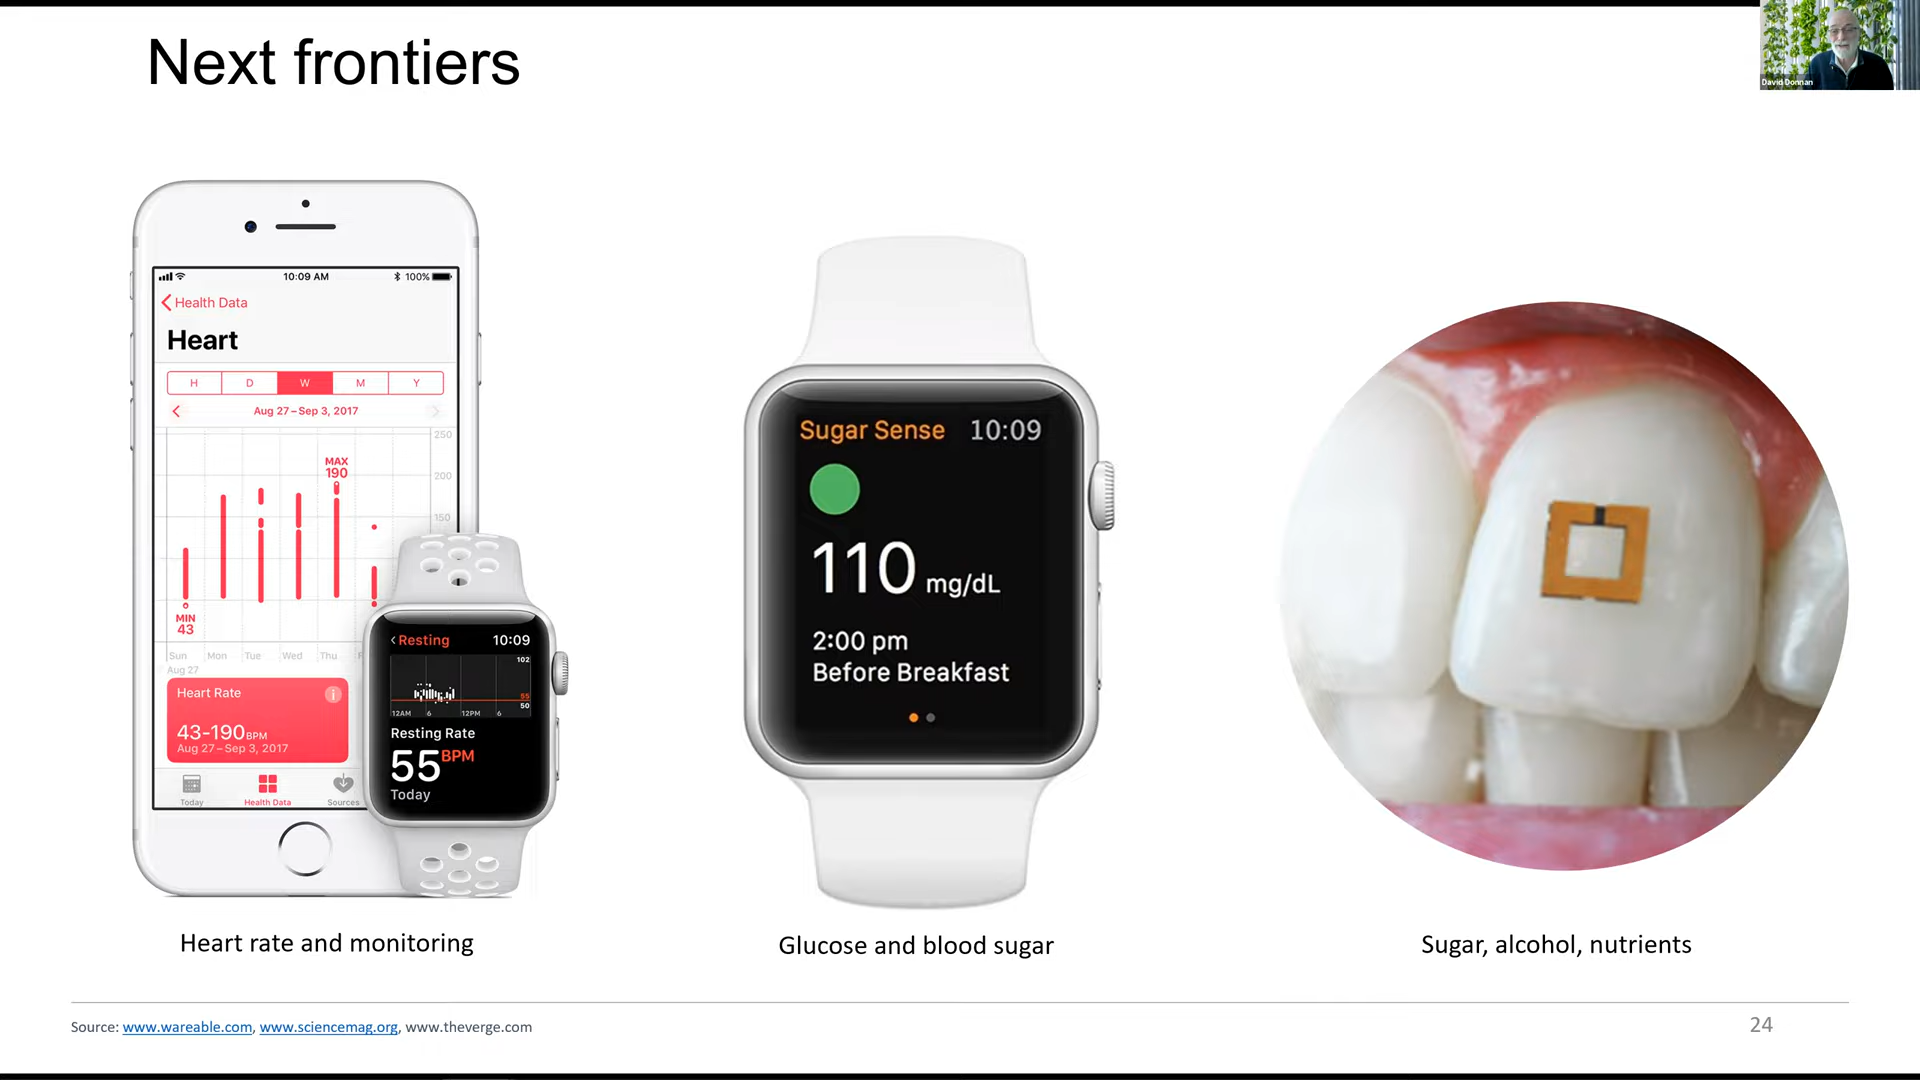 Next frontiers
David Donnan
10:09 AM
100%
Health Data
Heart
H D W M Y
Aug 27 – Sep 3, 2017
250
MAX
190
200
150
MIN
43
Sun Mon Tue Wed Thu F
Aug 27
Heart Rate
43-190 BPM
Aug 27 – Sep 3, 2017
Today Health Data Sources
Resting 10:09
102
55
50
12AM 6 12PM 6
Resting Rate
55 BPM
Today
Sugar Sense 10:09
110 mg/dL
2:00 pm
Before Breakfast
Heart rate and monitoring
Glucose and blood sugar
Sugar, alcohol, nutrients
Source: www.wareable.com, www.sciencemag.org, www.theverge.com
24